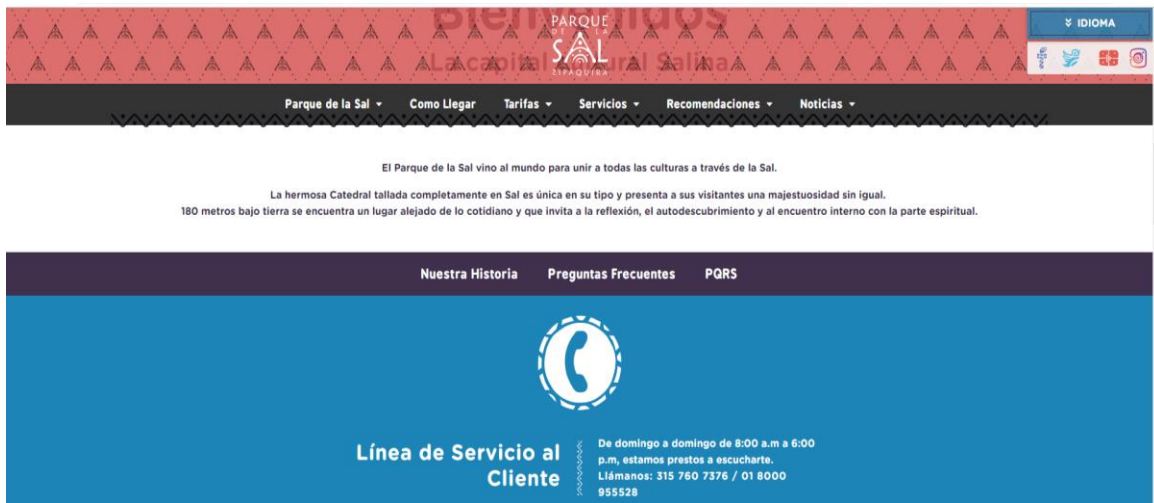 Bienvenidos
PARQUE
DE LA
SAL
ZIPAQUIRÁ
La capital Cultural Salina
IDIOMA
Parque de la Sal
Como Llegar
Tarifas
Servicios
Recomendaciones
Noticias
El Parque de la Sal vino al mundo para unir a todas las culturas a través de la Sal.
La hermosa Catedral tallada completamente en Sal es única en su tipo y presenta a sus visitantes una majestuosidad sin igual.
180 metros bajo tierra se encuentra un lugar alejado de lo cotidiano y que invita a la reflexión, el autodescubrimiento y al encuentro interno con la parte espiritual.
Nuestra Historia
Preguntas Frecuentes
PQRS
Línea de Servicio al
Cliente
De domingo a domingo de 8:00 a.m a 6:00
p.m, estamos prestos a escucharte.
Llámanos: 315 760 7376 / 01 8000
955528